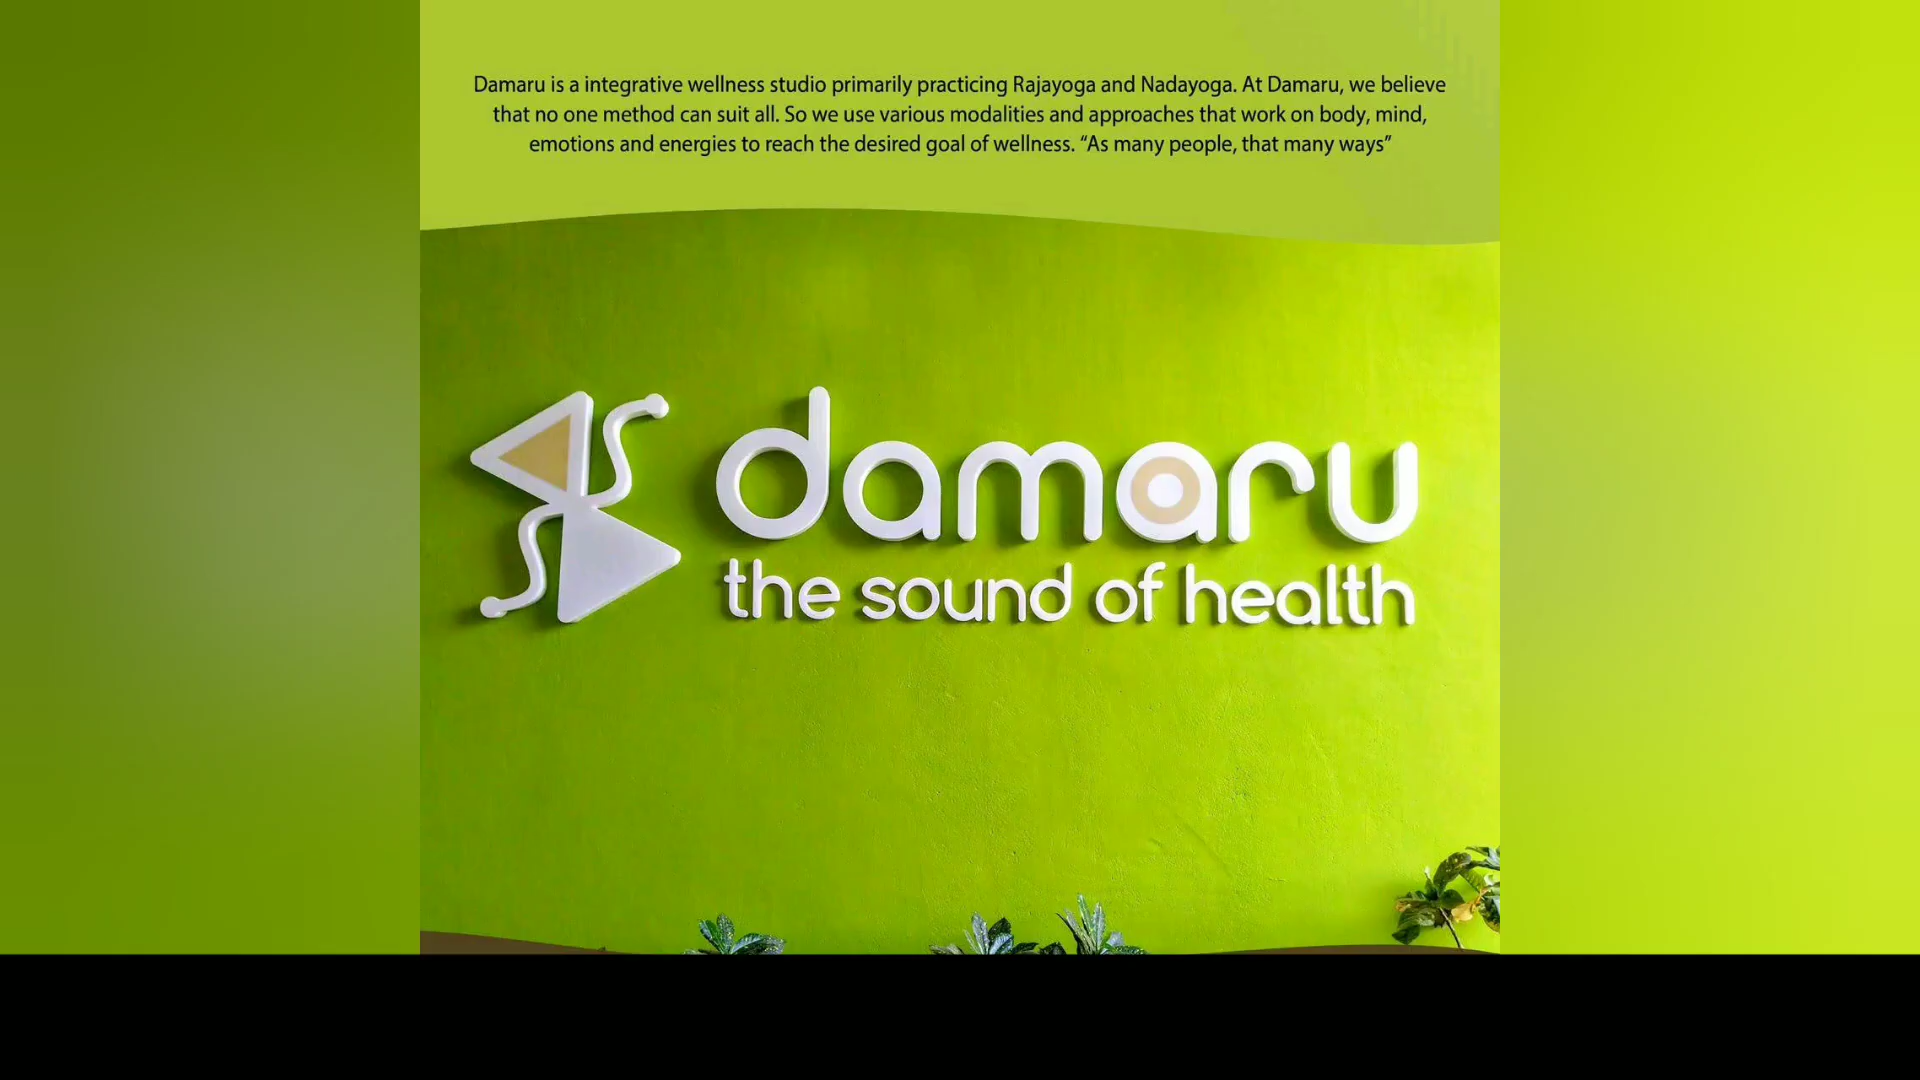 Damaru is a integrative wellness studio primarily practicing Rajayoga and Nadayoga. At Damaru, we believe
that no one method can suit all. So we use various modalities and approaches that work on body, mind,
emotions and energies to reach the desired goal of wellness. “As many people, that many ways”
damaru
the sound of health